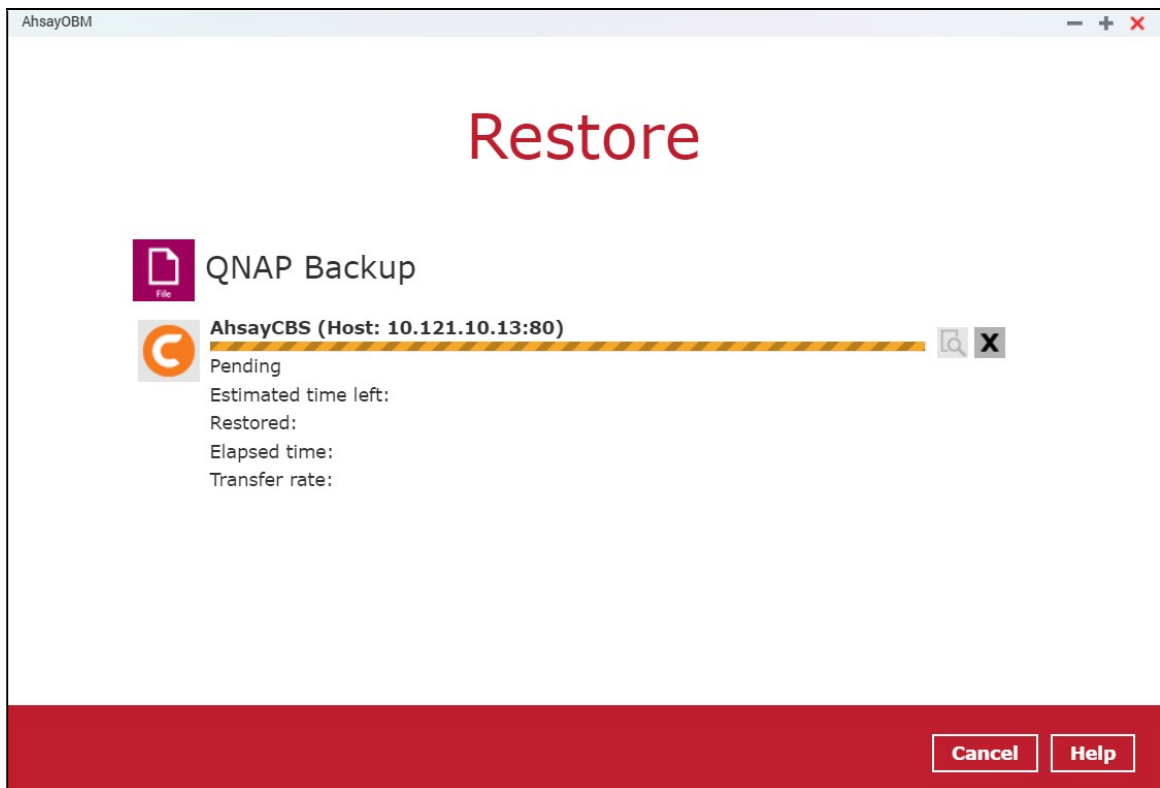 AhsayOBM
Restore
File
QNAP Backup
AhsayCBS (Host: 10.121.10.13:80)
X
Pending
Estimated time left:
Restored:
Elapsed time:
Transfer rate:
Cancel Help